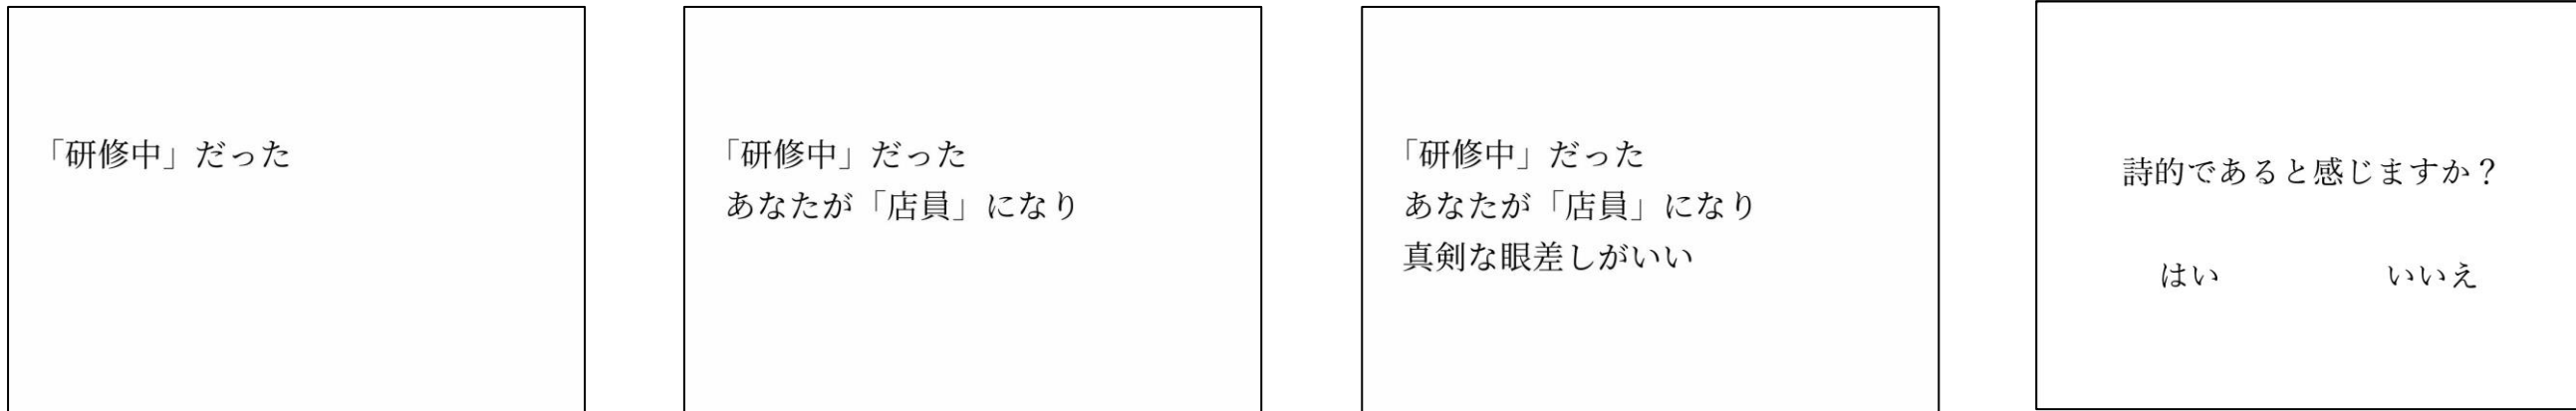 「研修中」だった
「研修中」だった
あなたが「店員」になり
「研修中」だった
あなたが「店員」になり
真剣な眼差しがいい
詩的であると感じますか？
はい　いいえ